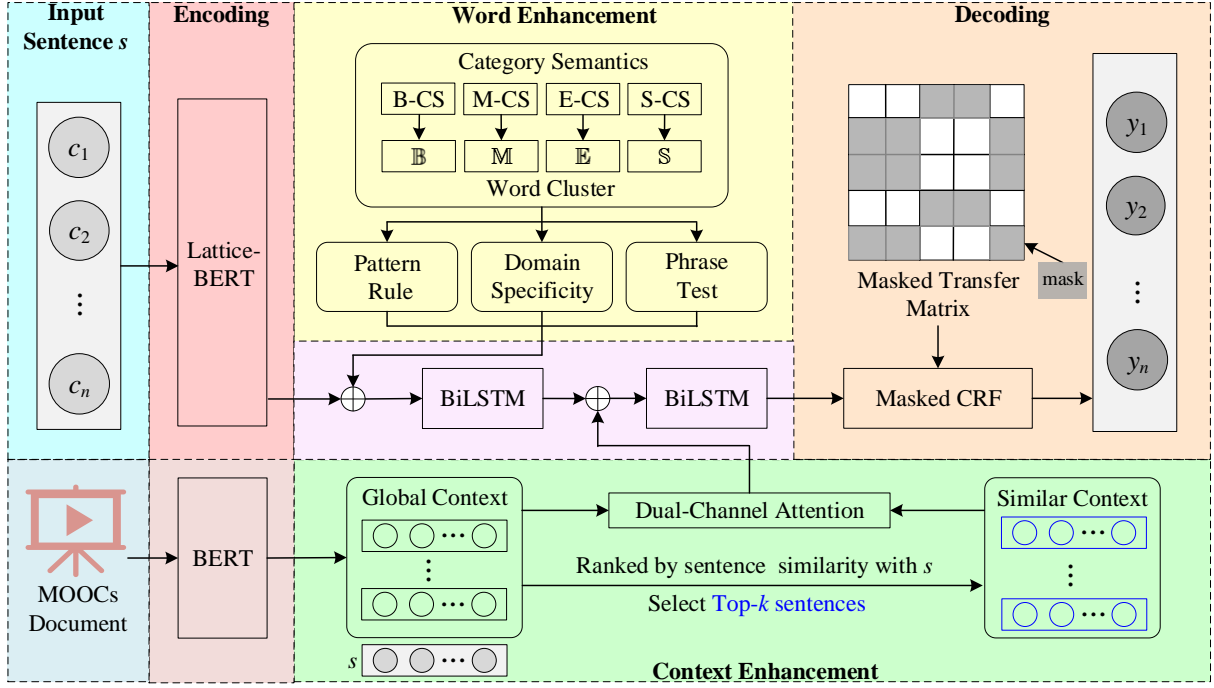 Input
Sentence s
c1
c2
⋮
cn
Encoding
Lattice-
BERT
Word Enhancement
Category Semantics
B-CS M-CS E-CS S-CS
𝔹 𝕄 𝔼 𝕊
Word Cluster
Pattern
Rule
Domain
Specificity
Phrase
Test
BiLSTM
BiLSTM
Decoding
mask
Masked Transfer
Matrix
Masked CRF
y1
y2
⋮
yn
MOOCs
Document
BERT
Global Context
···
⋮
···
s ···
Dual-Channel Attention
Ranked by sentence similarity with s
Select Top-k sentences
Similar Context
···
⋮
···
Context Enhancement